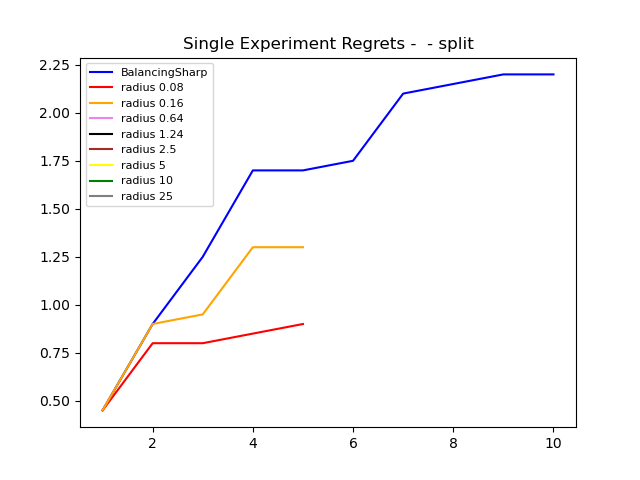 Single Experiment Regrets -  - split
2.25
2.00
1.75
1.50
1.25
1.00
0.75
0.50
BalancingSharp
radius 0.08
radius 0.16
radius 0.64
radius 1.24
radius 2.5
radius 5
radius 10
radius 25
2 4 6 8 10